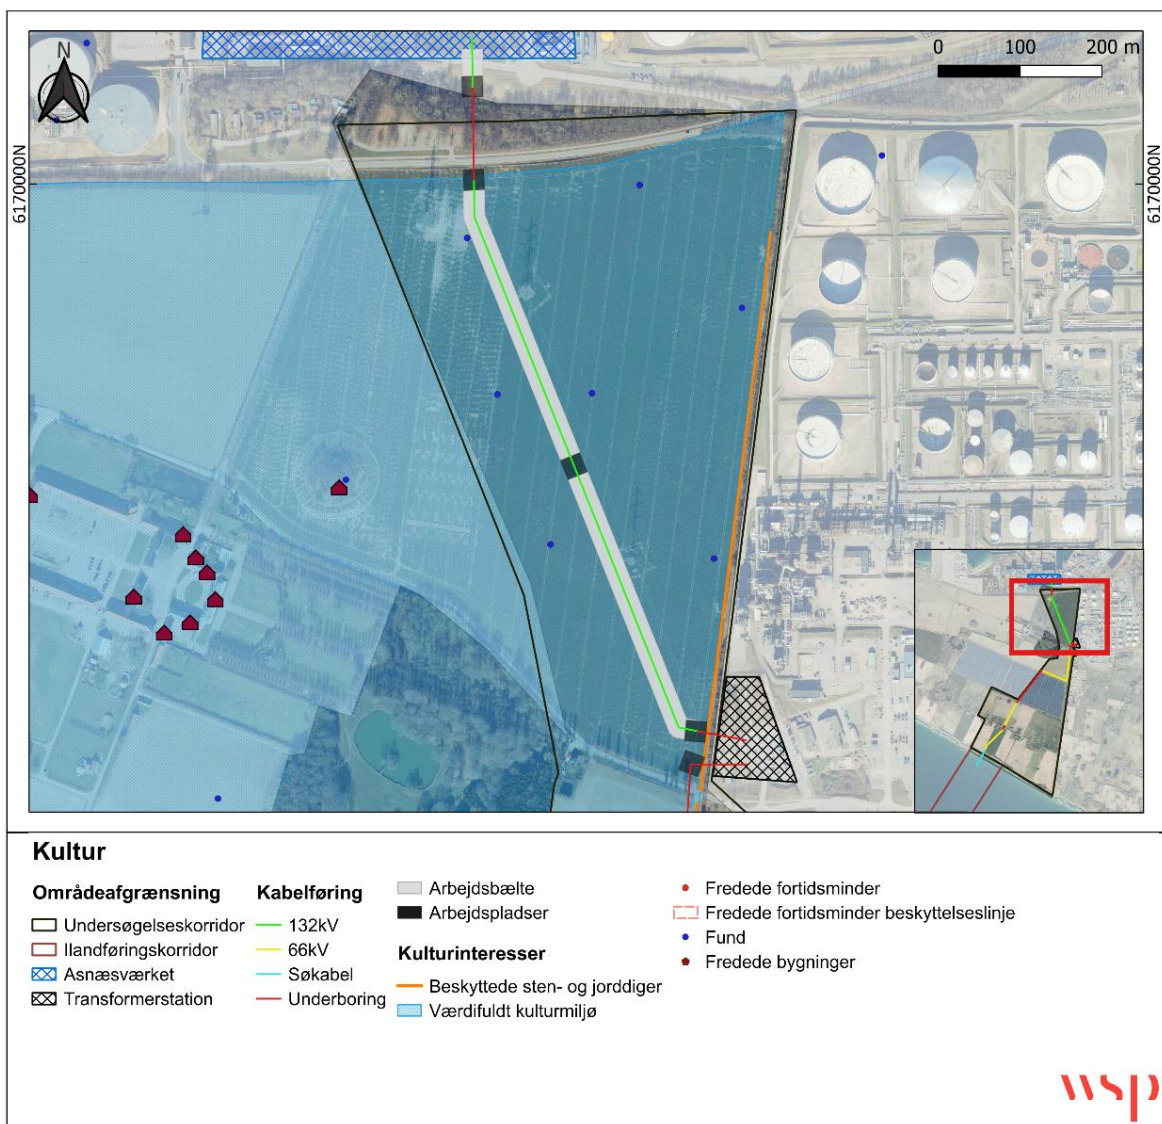 N
0 100 200 m
6170000N
6170000N
Kultur
Områdeafgrænsning
Undersøgelseskorridor
Ilandføringskorridor
Asnæsværket
Transformerstation
Kabelføring
132kV
66kV
Søkabel
Underboring
Arbejdsbælte
Arbejdspladser
Kulturinteresser
Beskyttede sten- og jorddiger
Værdifuldt kulturmiljø
Fredede fortidsminder
Fredede fortidsminder beskyttelseslinje
Fund
Fredede bygninger
wsp